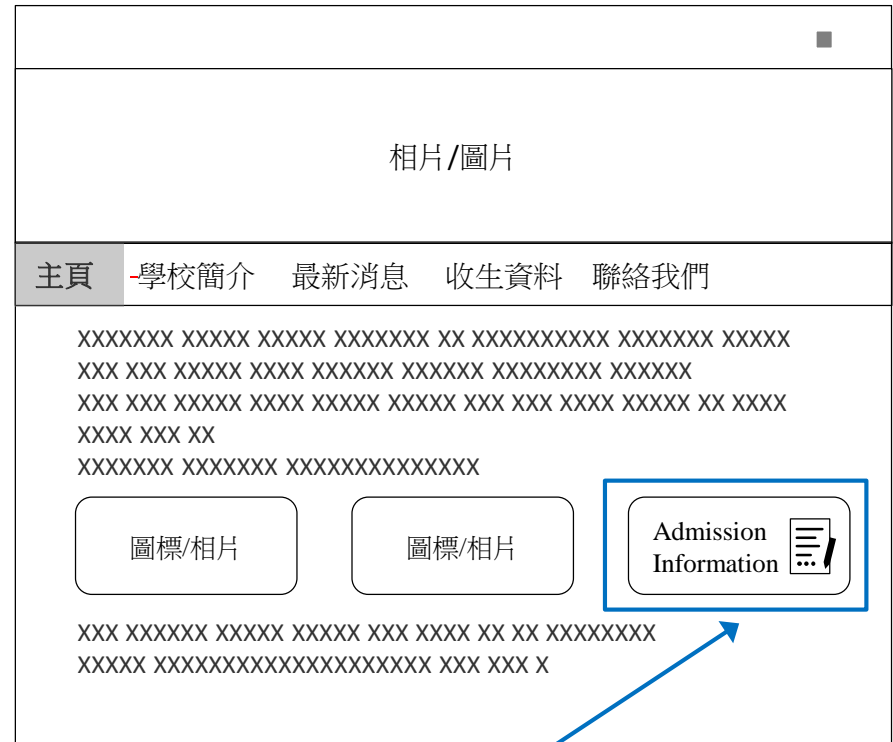 相片/圖片
主頁 學校簡介 最新消息 收生資料 聯絡我們
XXXXXXX XXXXX XXXXX XXXXXXX XX XXXXXXXXXX XXXXXXX XXXXX
XXX XXX XXXXX XXXX XXXXXX XXXXXX XXXXXXXX XXXXXX
XXX XXX XXXXX XXXX XXXXX XXXXX XXX XXX XXXX XXXXX XX XXXX
XXXX XXX XX
XXXXXXX XXXXXXX XXXXXXXXXXXXXX
圖標/相片
圖標/相片
Admission
Information
XXX XXXXXX XXXXX XXXXX XXX XXXX XX XX XXXXXXXX
XXXXX XXXXXXXXXXXXXXXXXXXX XXX XXX X